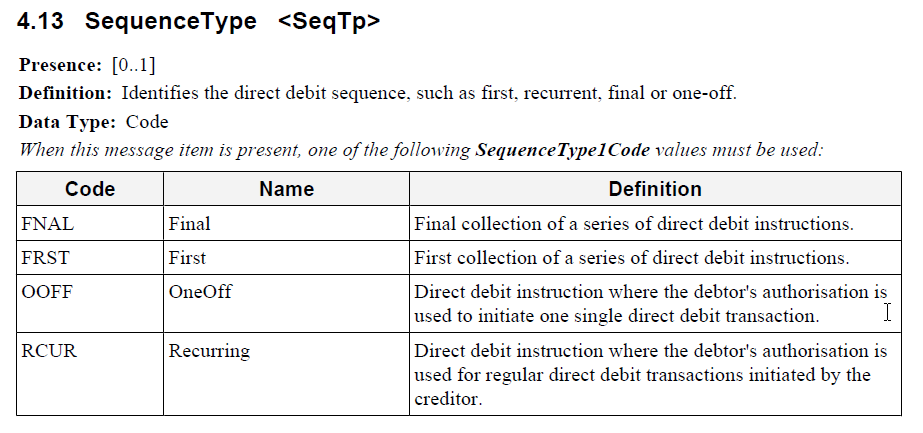 4.13 SequenceType <SeqTp>
Presence: [0..1]
Definition: Identifies the direct debit sequence, such as first, recurrent, final or one-off.
Data Type: Code
When this message item is present, one of the following SequenceType1Code values must be used:
Code Name Definition
FNAL Final Final collection of a series of direct debit instructions.
FRST First First collection of a series of direct debit instructions.
OOFF OneOff Direct debit instruction where the debtor's authorisation is
used to initiate one single direct debit transaction.
RCUR Recurring Direct debit instruction where the debtor's authorisation is
used for regular direct debit transactions initiated by the
creditor.